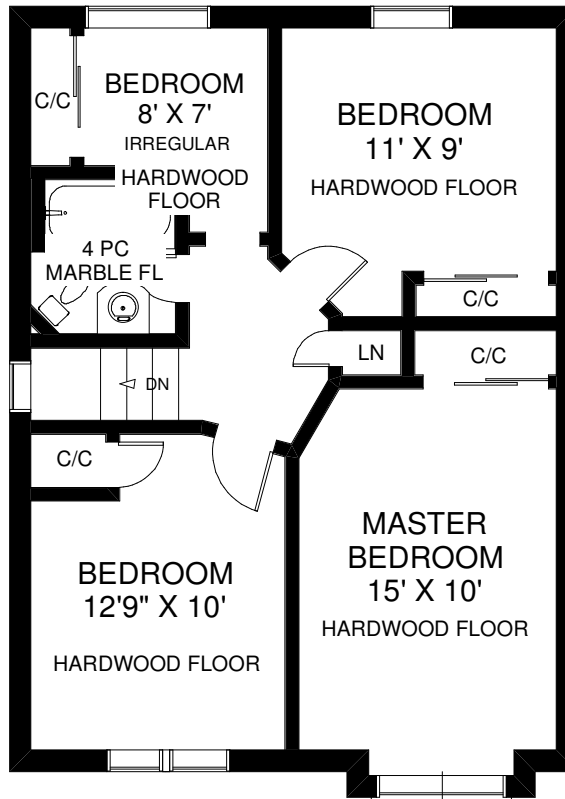 BEDROOM
8' X 7'
IRREGULAR
HARDWOOD
FLOOR
C/C
BEDROOM
11' X 9'
HARDWOOD FLOOR
4 PC
MARBLE FL
C/C
LN
C/C
DN
C/C
BEDROOM
12'9" X 10'
HARDWOOD FLOOR
MASTER
BEDROOM
15' X 10'
HARDWOOD FLOOR